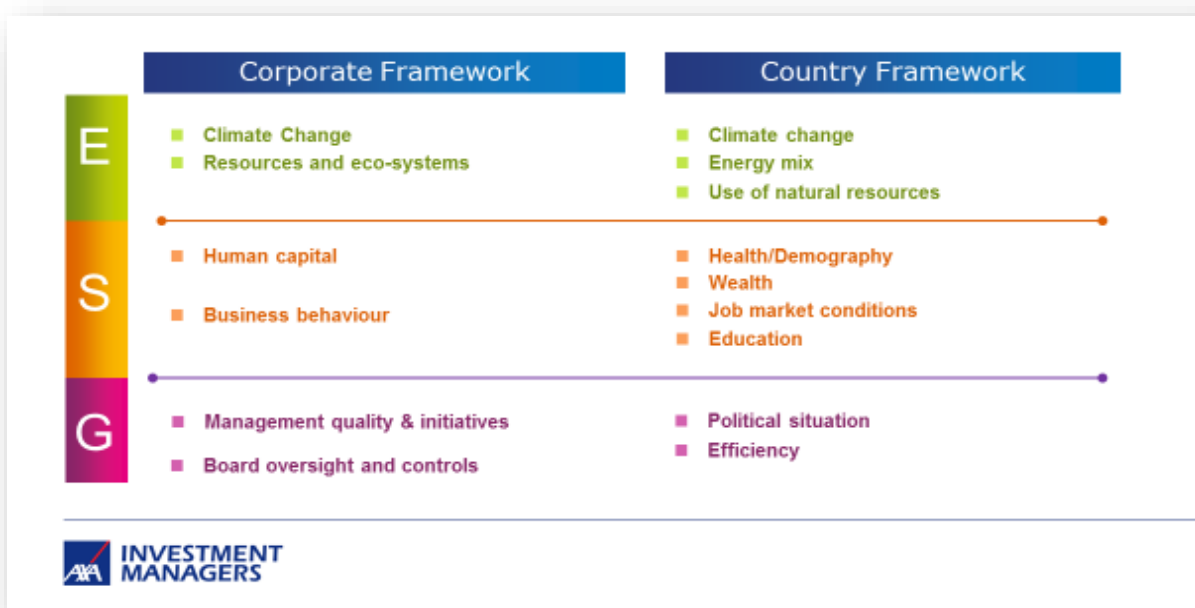 Corporate Framework
Country Framework
E
Climate Change
Resources and eco-systems
Climate change
Energy mix
Use of natural resources
S
Human capital
Business behaviour
Health/Demography
Wealth
Job market conditions
Education
G
Management quality & initiatives
Board oversight and controls
Political situation
Efficiency
AXA
INVESTMENT
MANAGERS